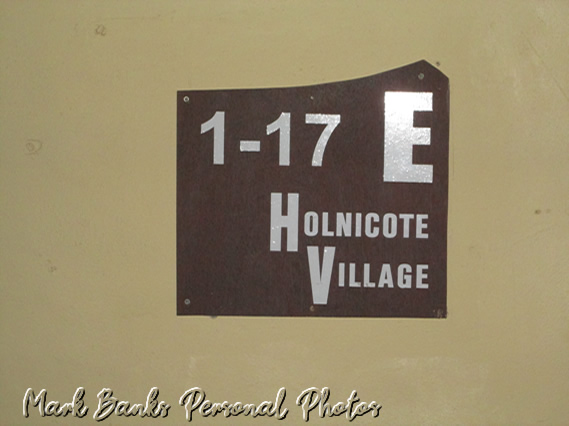 1-17 E
HOLNICOTE
VILLAGE
Mark Banks Personal Photos